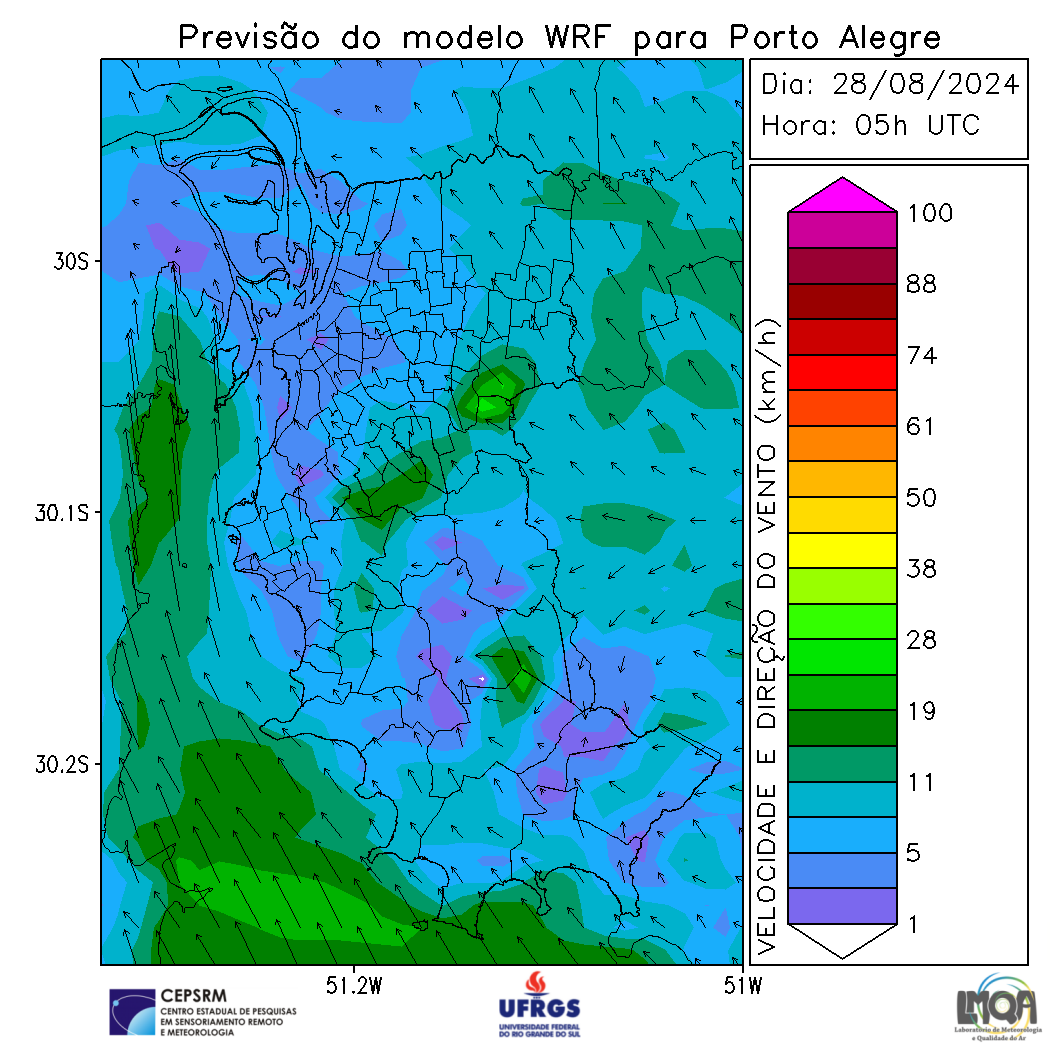 Previsão do modelo WRF para Porto Alegre
Dia: 28/08/2024
Hora: 05h UTC
30S
30.1S
30.2S
51.2W
51W
VELOCIDADE E DIREÇÃO DO VENTO (km/h)
100
88
74
61
50
38
28
19
11
5
1
CEPSRM
CENTRO ESTADUAL DE PESQUISAS
EM SENSORIAMENTO REMOTO
E METEOROLOGIA
UFRGS
UNIVERSIDADE FEDERAL
DO RIO GRANDE DO SUL
LMQA
Laboratório de Meteorologia
e Qualidade do Ar